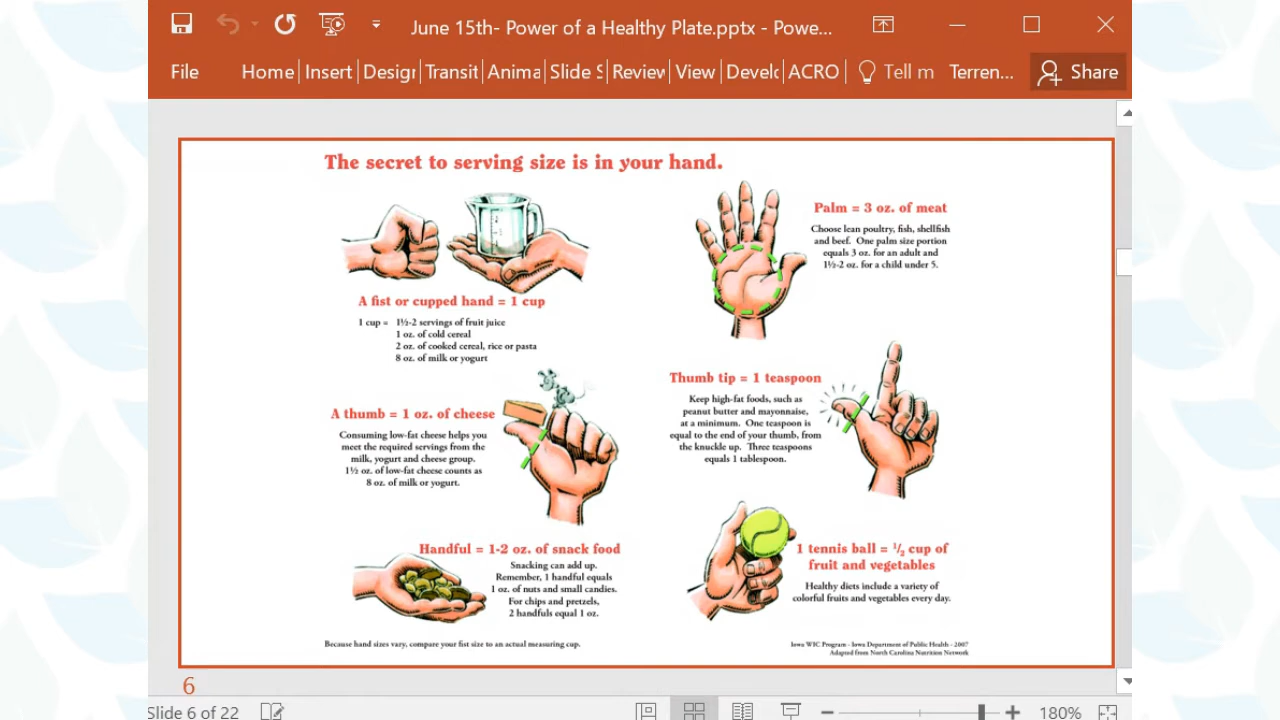 June 15th- Power of a Healthy Plate.pptx - Powe...
File Home Insert Desigr Transit Anima Slide S Review View Develc ACRO Tell m Terren... Share
The secret to serving size is in your hand.
A fist or cupped hand = 1 cup
1 cup = 1½-2 servings of fruit juice
1 oz. of cold cereal
2 oz. of cooked cereal, rice or pasta
8 oz. of milk or yogurt
Palm = 3 oz. of meat
Choose lean poultry, fish, shellfish
and beef. One palm size portion
equals 3 oz. for an adult and
1½-2 oz. for a child under 5.
A thumb = 1 oz. of cheese
Consuming low-fat cheese helps you
meet the required servings from the
milk, yogurt and cheese group.
1½ oz. of low-fat cheese counts as
8 oz. of milk or yogurt.
Thumb tip = 1 teaspoon
Keep high-fat foods, such as
peanut butter and mayonnaise,
at a minimum. One teaspoon is
equal to the end of your thumb, from
the knuckle up. Three teaspoons
equals 1 tablespoon.
Handful = 1-2 oz. of snack food
Snacking can add up.
Remember, 1 handful equals
1 oz. of nuts and small candies.
For chips and pretzels,
2 handfuls equal 1 oz.
1 tennis ball = ½ cup of
fruit and vegetables
Healthy diets include a variety of
colorful fruits and vegetables every day.
Because hand sizes vary, compare your fist size to an actual measuring cup.
Iowa WIC Program - Iowa Department of Public Health - 2007
Adapted from North Carolina Nutrition Network
6
Slide 6 of 22 180%